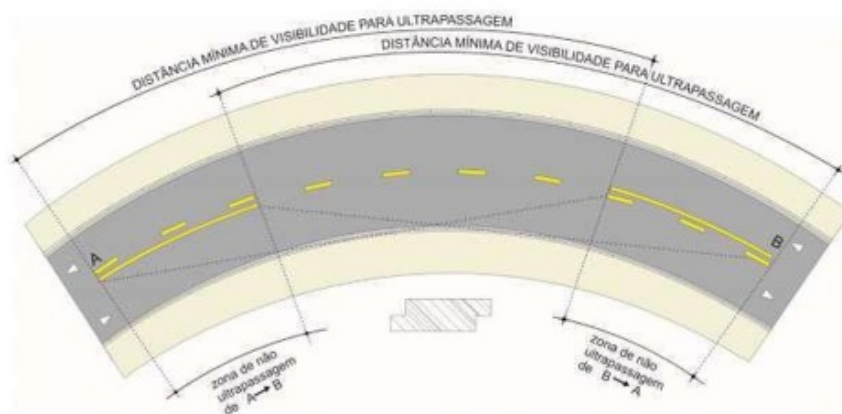 DISTÂNCIA MÍNIMA DE VISIBILIDADE PARA ULTRAPASSAGEM
DISTÂNCIA MÍNIMA DE VISIBILIDADE PARA ULTRAPASSAGEM
A
B
zona de não
ultrapassagem
de A→B
zona de não
ultrapassagem
de B→A